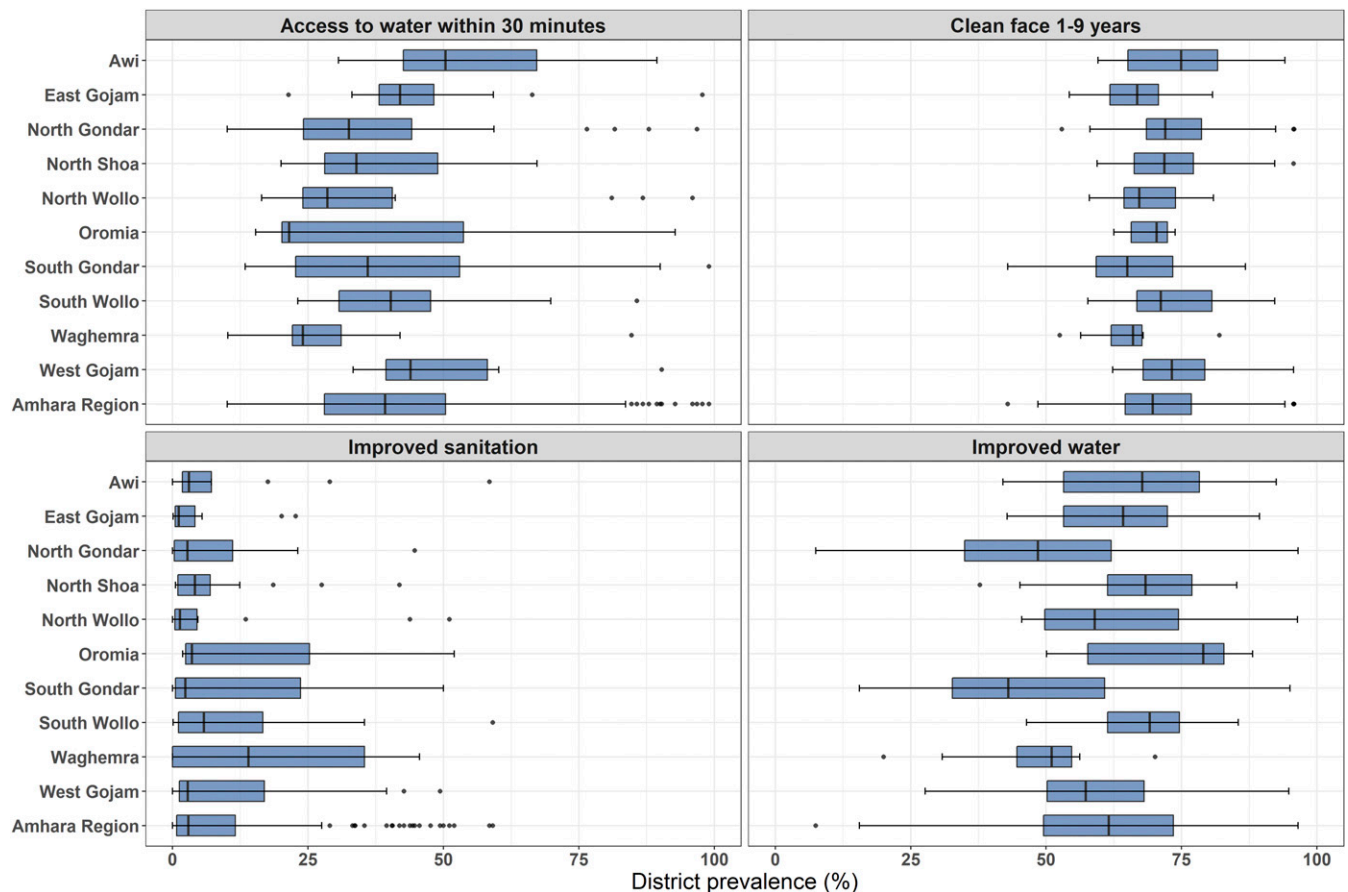 Access to water within 30 minutes
Clean face 1-9 years
Awi
East Gojam
North Gondar
North Shoa
North Wollo
Oromia
South Gondar
South Wollo
Waghemra
West Gojam
Amhara Region
Improved sanitation
Improved water
Awi
East Gojam
North Gondar
North Shoa
North Wollo
Oromia
South Gondar
South Wollo
Waghemra
West Gojam
Amhara Region
0 25 50 75 100 0 25 50 75 100
District prevalence (%)